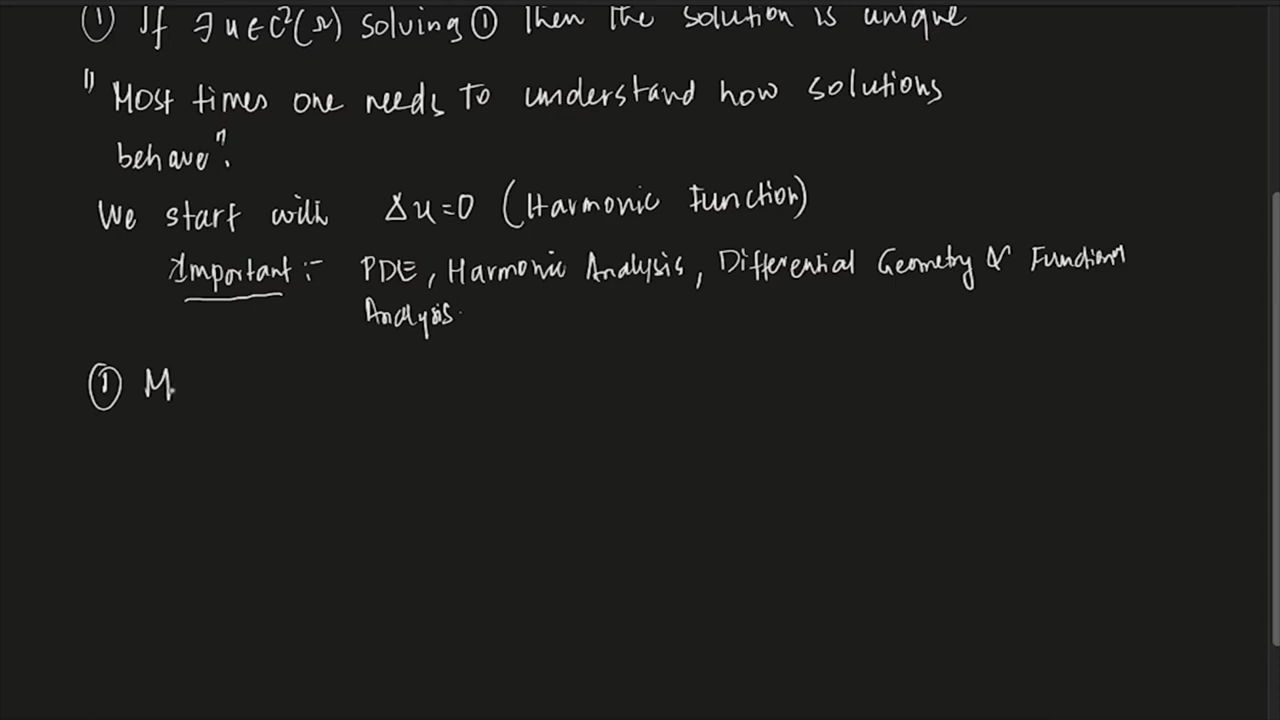 ① If ∃ u ∈ C²(Ω) solving ① Then the solution is unique
" Most times one needs to understand how solutions
behave".
We start with Δu=0 (Harmonic Function)
Important :- PDE, Harmonic Analysis, Differential Geometry & Functional
Analysis.
① M